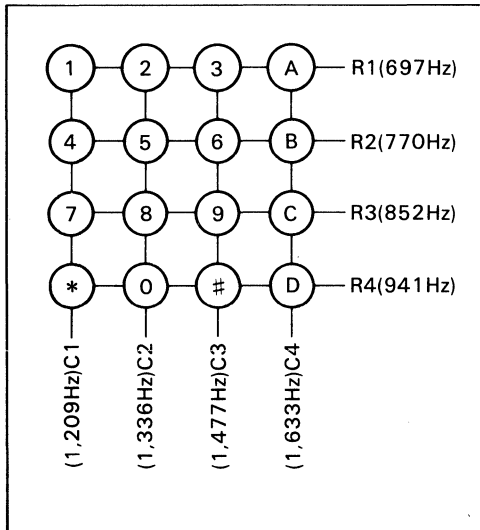 1 2 3 A R1(697Hz)
4 5 6 B R2(770Hz)
7 8 9 C R3(852Hz)
* 0 # D R4(941Hz)
(1,209Hz)C1
(1,336Hz)C2
(1,477Hz)C3
(1,633Hz)C4